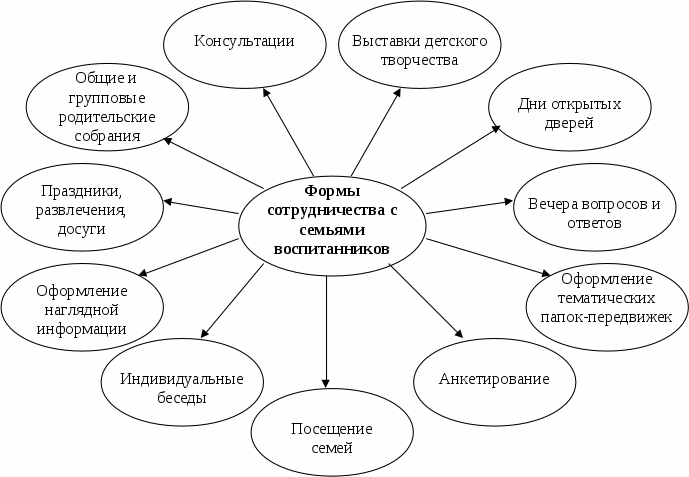 Консультации
Выставки детского
творчества
Общие и
групповые
родительские
собрания
Дни открытых
дверей
Праздники,
развлечения,
досуги
Формы
сотрудничества с
семьями
воспитанников
Вечера вопросов и
ответов
Оформление
наглядной
информации
Оформление
тематических
папок-передвижек
Индивидуальные
беседы
Анкетирование
Посещение
семей